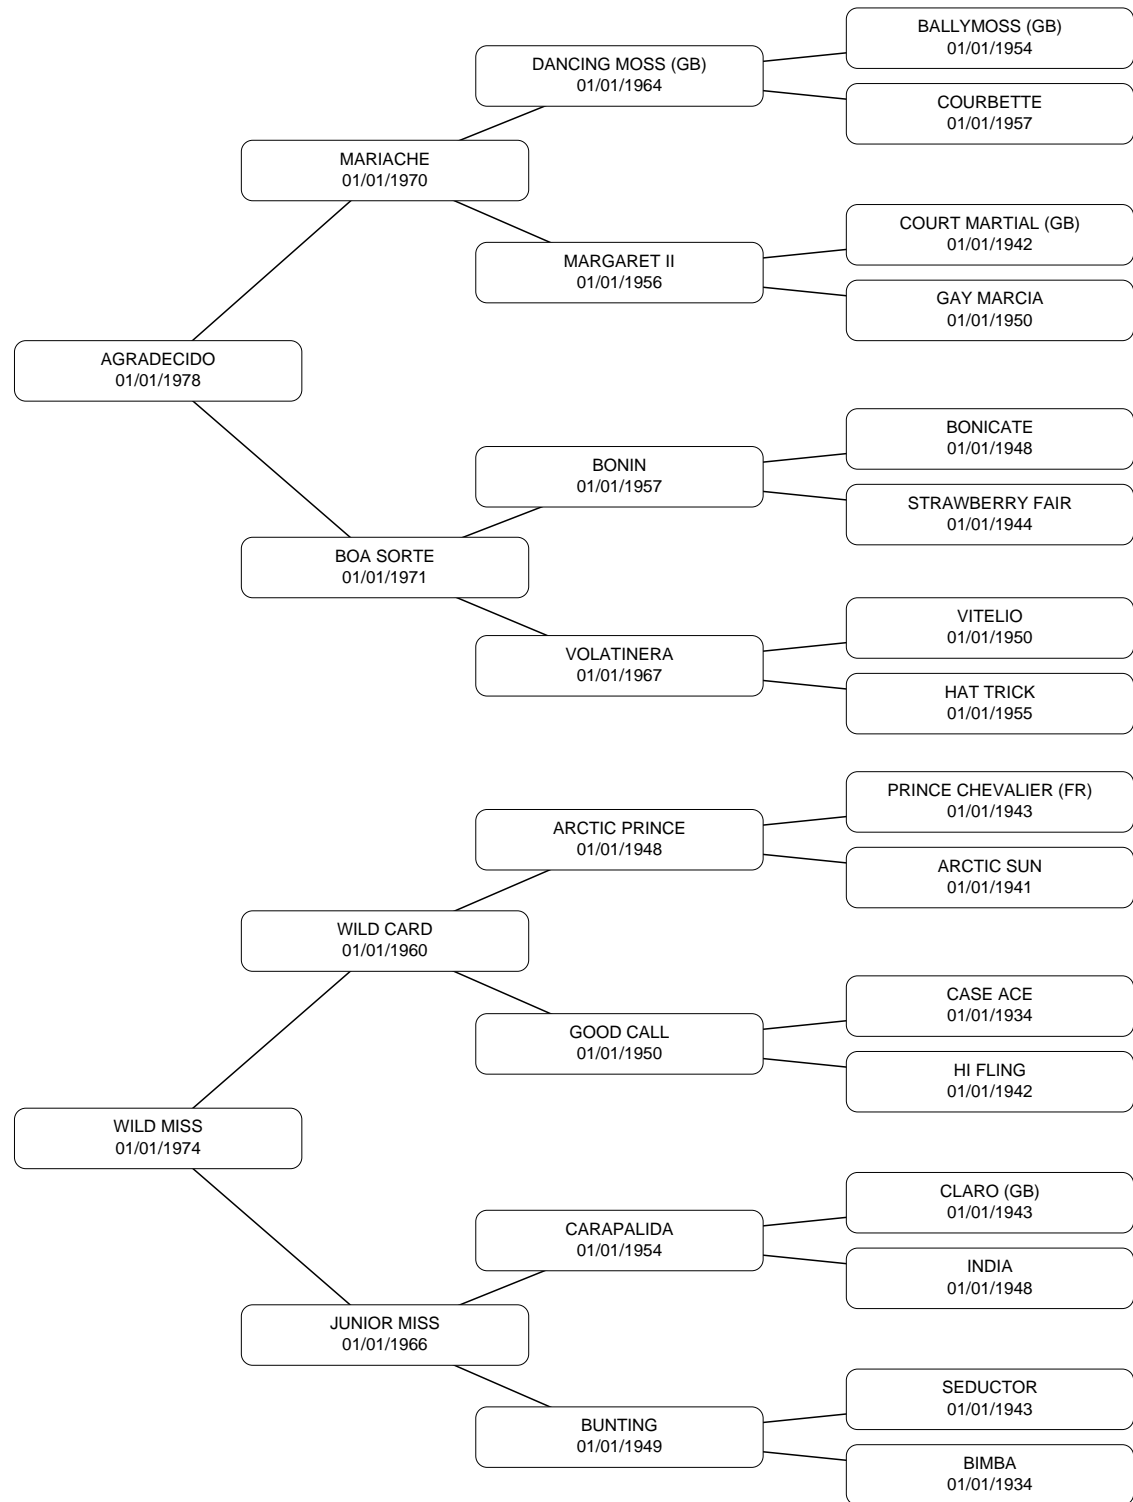 BALLYMOSS (GB)
01/01/1954
DANCING MOSS (GB)
01/01/1964
COURBETTE
01/01/1957
MARIACHE
01/01/1970
COURT MARTIAL (GB)
01/01/1942
MARGARET II
01/01/1956
GAY MARCIA
01/01/1950
AGRADECIDO
01/01/1978
BONICATE
01/01/1948
BONIN
01/01/1957
STRAWBERRY FAIR
01/01/1944
BOA SORTE
01/01/1971
VITELIO
01/01/1950
VOLATINERA
01/01/1967
HAT TRICK
01/01/1955
PRINCE CHEVALIER (FR)
01/01/1943
ARCTIC PRINCE
01/01/1948
ARCTIC SUN
01/01/1941
WILD CARD
01/01/1960
CASE ACE
01/01/1934
GOOD CALL
01/01/1950
HI FLING
01/01/1942
WILD MISS
01/01/1974
CLARO (GB)
01/01/1943
CARAPALIDA
01/01/1954
INDIA
01/01/1948
JUNIOR MISS
01/01/1966
SEDUCTOR
01/01/1943
BUNTING
01/01/1949
BIMBA
01/01/1934